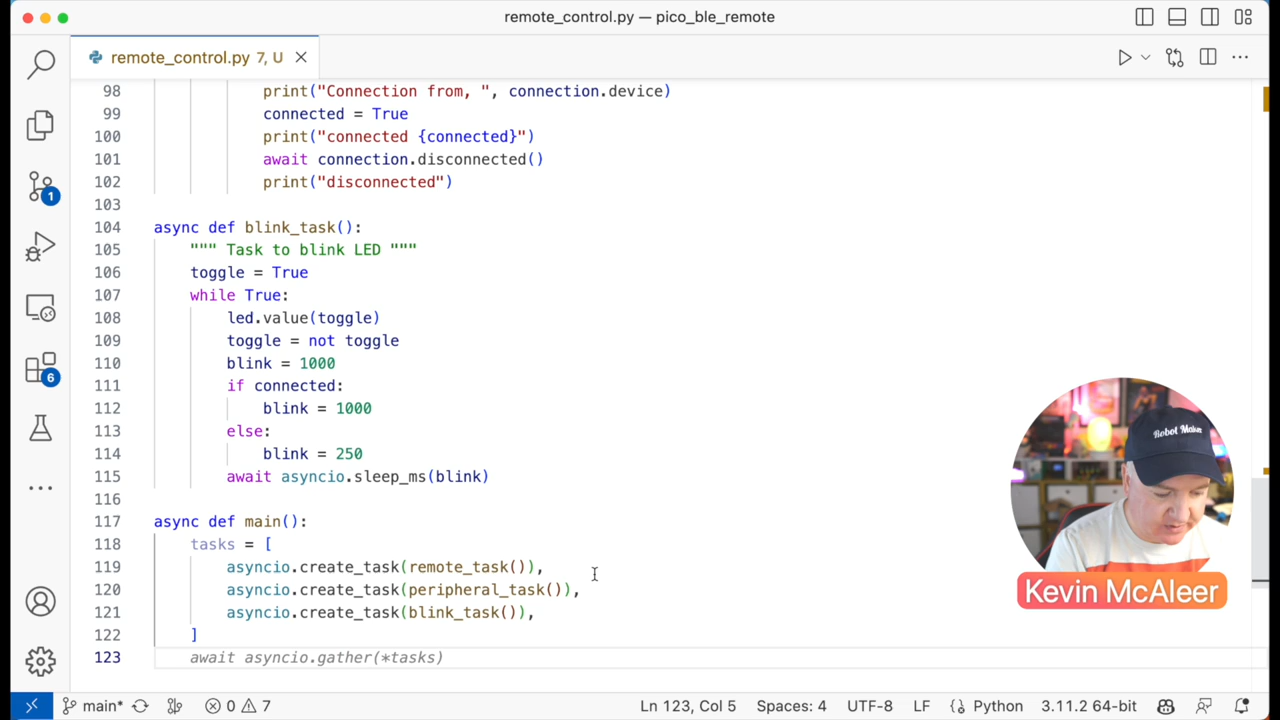 remote_control.py — pico_ble_remote
remote_control.py 7, U
98 print("Connection from, ", connection.device)
99 connected = True
100 print("connected {connected}")
101 await connection.disconnected()
102 print("disconnected")
103
104 async def blink_task():
105 """ Task to blink LED """
106 toggle = True
107 while True:
108 led.value(toggle)
109 toggle = not toggle
110 blink = 1000
111 if connected:
112 blink = 1000
113 else:
114 blink = 250
115 await asyncio.sleep_ms(blink)
116
117 async def main():
118 tasks = [
119 asyncio.create_task(remote_task()),
120 asyncio.create_task(peripheral_task()),
121 asyncio.create_task(blink_task()),
122 ]
123 await asyncio.gather(*tasks)
1
6
Robot Maker
Kevin McAleer
main* 0 7 Ln 123, Col 5 Spaces: 4 UTF-8 LF Python 3.11.2 64-bit